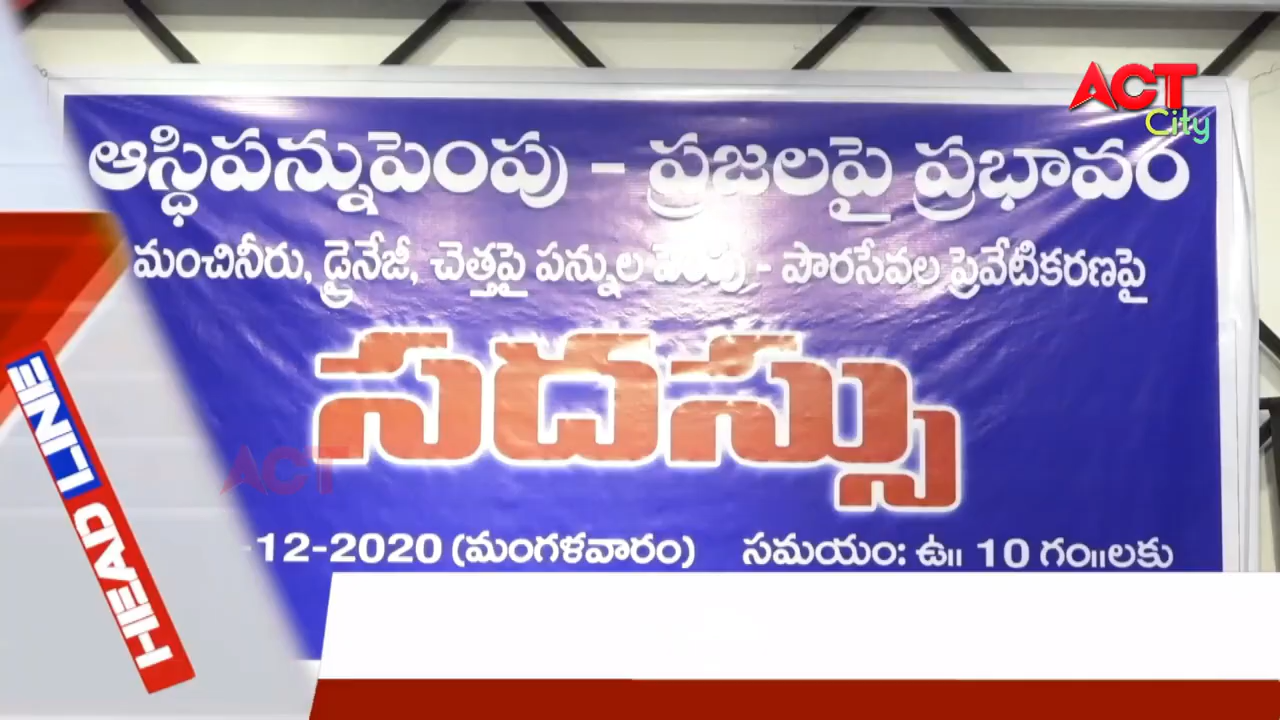 ACT
City
ఆస్థిపన్నుపెంపు - ప్రజలపై ప్రభావం
మంచినీరు, డ్రైనేజీ, చెత్తపై పన్నుల పెంపు - పౌరసేవల ప్రైవేటికరణపై
సదస్సు
ACT
-12-2020 (మంగళవారం) సమయం: ఉ॥ 10 గం॥లకు
HEAD LINE